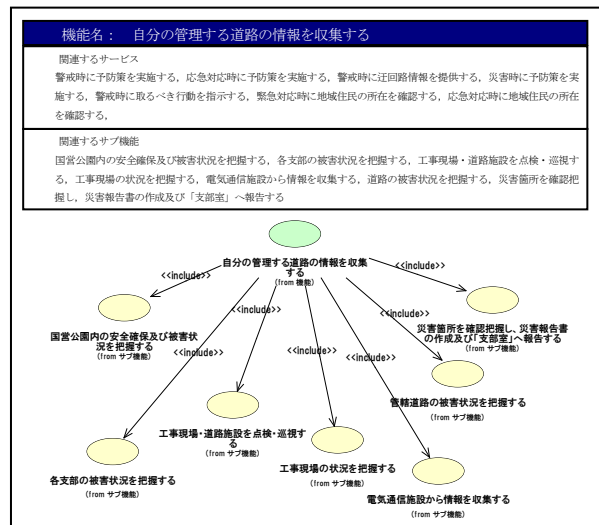 機能名： 自分の管理する道路の情報を収集する
関連するサービス
警戒時に予防策を実施する，応急対応時に予防策を実施する，警戒時に迂回路情報を提供する，災害時に予防策を実
施する，警戒時に取るべき行動を指示する，緊急対応時に地域住民の所在を確認する，応急対応時に地域住民の所在
を確認する，
関連するサブ機能
国営公園内の安全確保及び被害状況を把握する，各支部の被害状況を把握する，工事現場・道路施設を点検・巡視す
る，工事現場の状況を把握する，電気通信施設から情報を収集する，道路の被害状況を把握する，災害箇所を確認把
握し，災害報告書の作成及び「支部室」へ報告する
自分の管理する道路の情報を収集
する
(from 機能)
<<include>>
<<include>>
<<include>>
<<include>>
<<include>>
<<include>>
<<include>>
国営公園内の安全確保及び被害状
況を把握する
(from サブ機能)
災害箇所を確認把握し、災害報告書
の作成及び「支部室」へ報告する
(from サブ機能)
管轄道路の被害状況を把握する
(from サブ機能)
工事現場・道路施設を点検・巡視す
る
(from サブ機能)
工事現場の状況を把握する
(from サブ機能)
各支部の被害状況を把握する
(from サブ機能)
電気通信施設から情報を収集する
(from サブ機能)